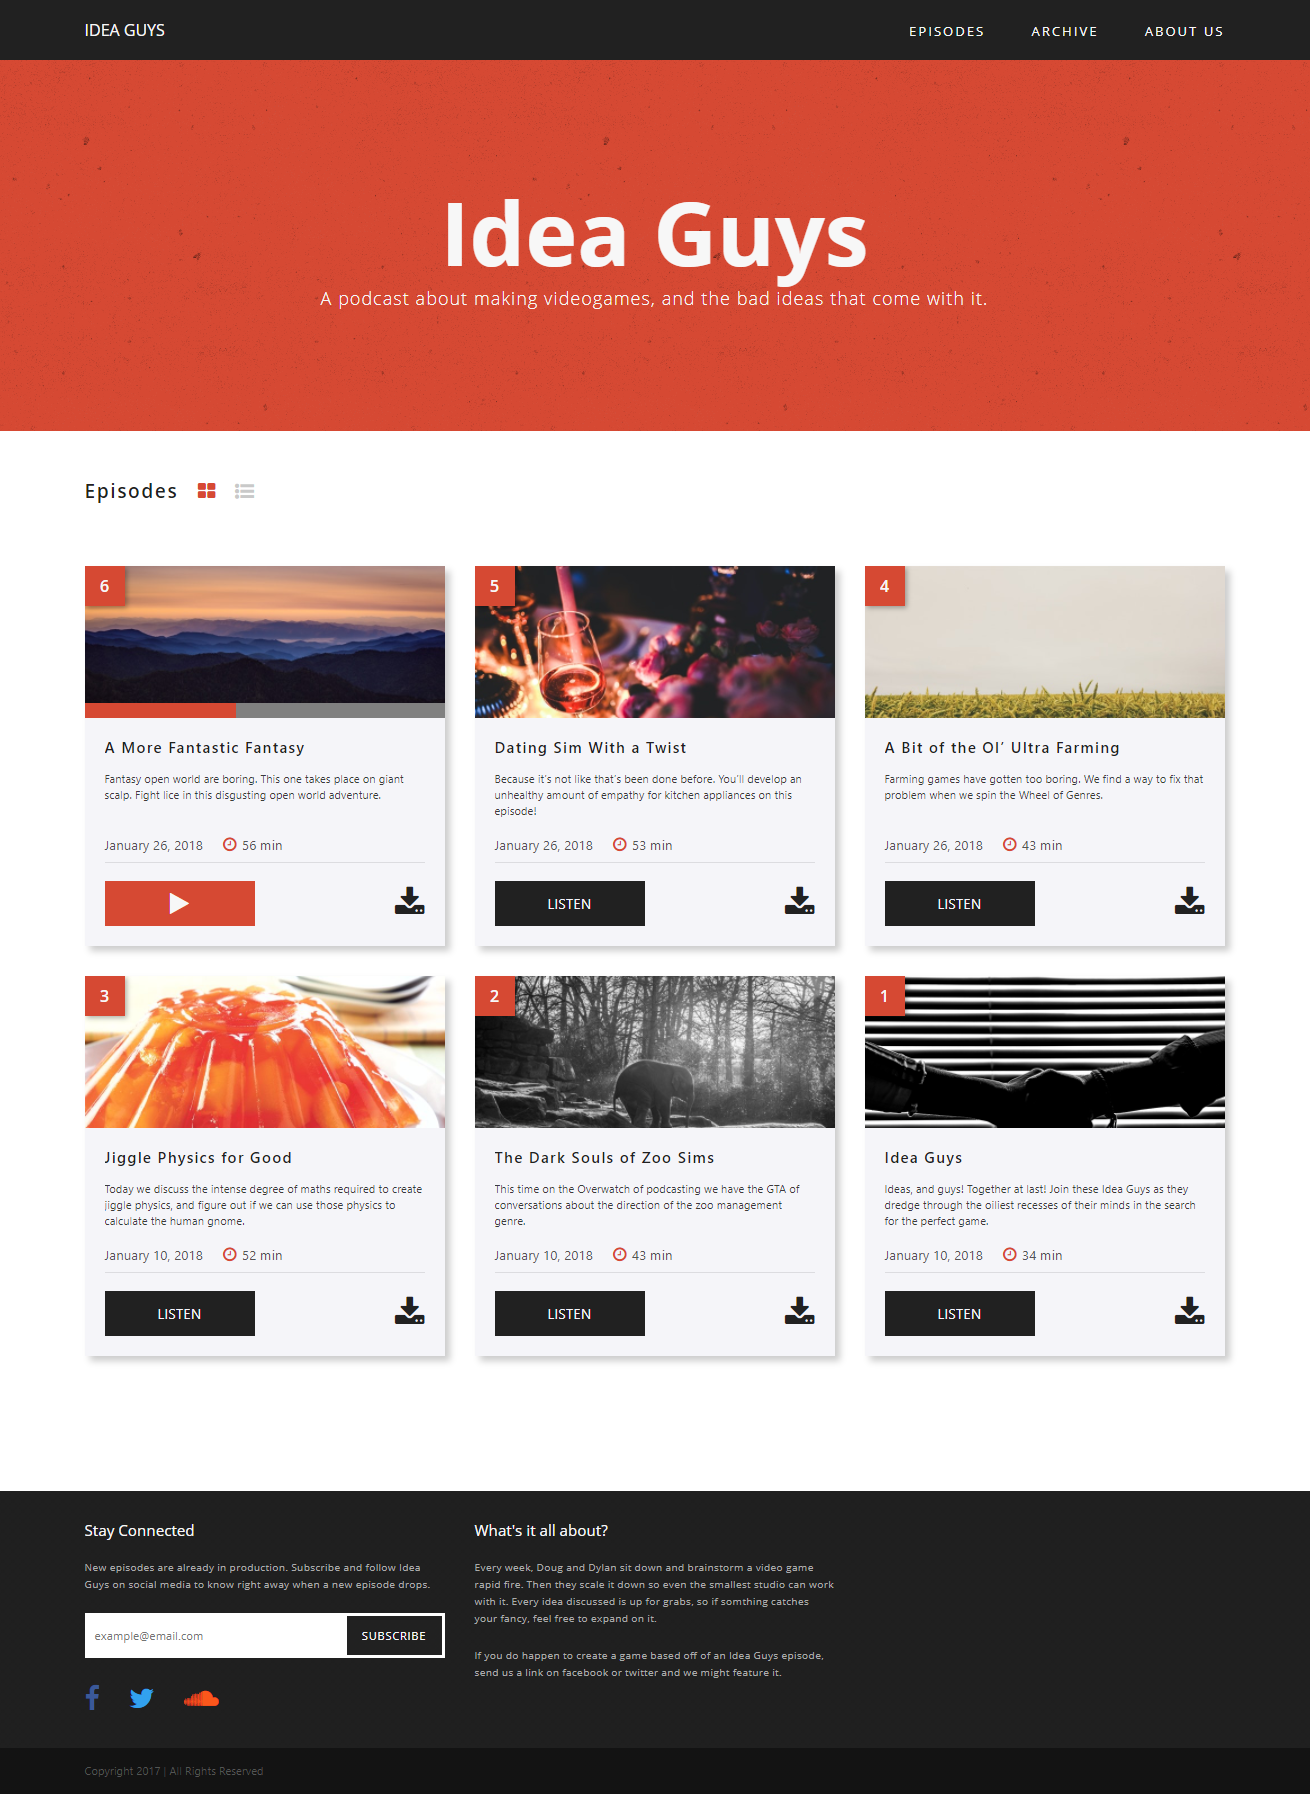 IDEA GUYS
EPISODES ARCHIVE ABOUT US
Idea Guys
A podcast about making videogames, and the bad ideas that come with it.
Episodes
6
A More Fantastic Fantasy
Fantasy open world are boring. This one takes place on giant
scalp. Fight lice in this disgusting open world adventure.
January 26, 2018 56 min
5
Dating Sim With a Twist
Because it's not like that's been done before. You'll develop an
unhealthy amount of empathy for kitchen appliances on this
episode!
January 26, 2018 53 min
LISTEN
4
A Bit of the Ol' Ultra Farming
Farming games have gotten too boring. We find a way to fix that
problem when we spin the Wheel of Genres.
January 26, 2018 43 min
LISTEN
3
Jiggle Physics for Good
Today we discuss the intense degree of maths required to create
jiggle physics, and figure out if we can use those physics to
calculate the human gnome.
January 10, 2018 52 min
LISTEN
2
The Dark Souls of Zoo Sims
This time on the Overwatch of podcasting we have the GTA of
conversations about the direction of the zoo management
genre.
January 10, 2018 43 min
LISTEN
1
Idea Guys
Ideas, and guys! Together at last! Join these Idea Guys as they
dredge through the oiliest recesses of their minds in the search
for the perfect game.
January 10, 2018 34 min
LISTEN
Stay Connected
New episodes are already in production. Subscribe and follow Idea
Guys on social media to know right away when a new episode drops.
example@email.com SUBSCRIBE
What's it all about?
Every week, Doug and Dylan sit down and brainstorm a video game
rapid fire. Then they scale it down so even the smallest studio can work
with it. Every idea discussed is up for grabs, so if somthing catches
your fancy, feel free to expand on it.
If you do happen to create a game based off of an Idea Guys episode,
send us a link on facebook or twitter and we might feature it.
Copyright 2017 | All Rights Reserved